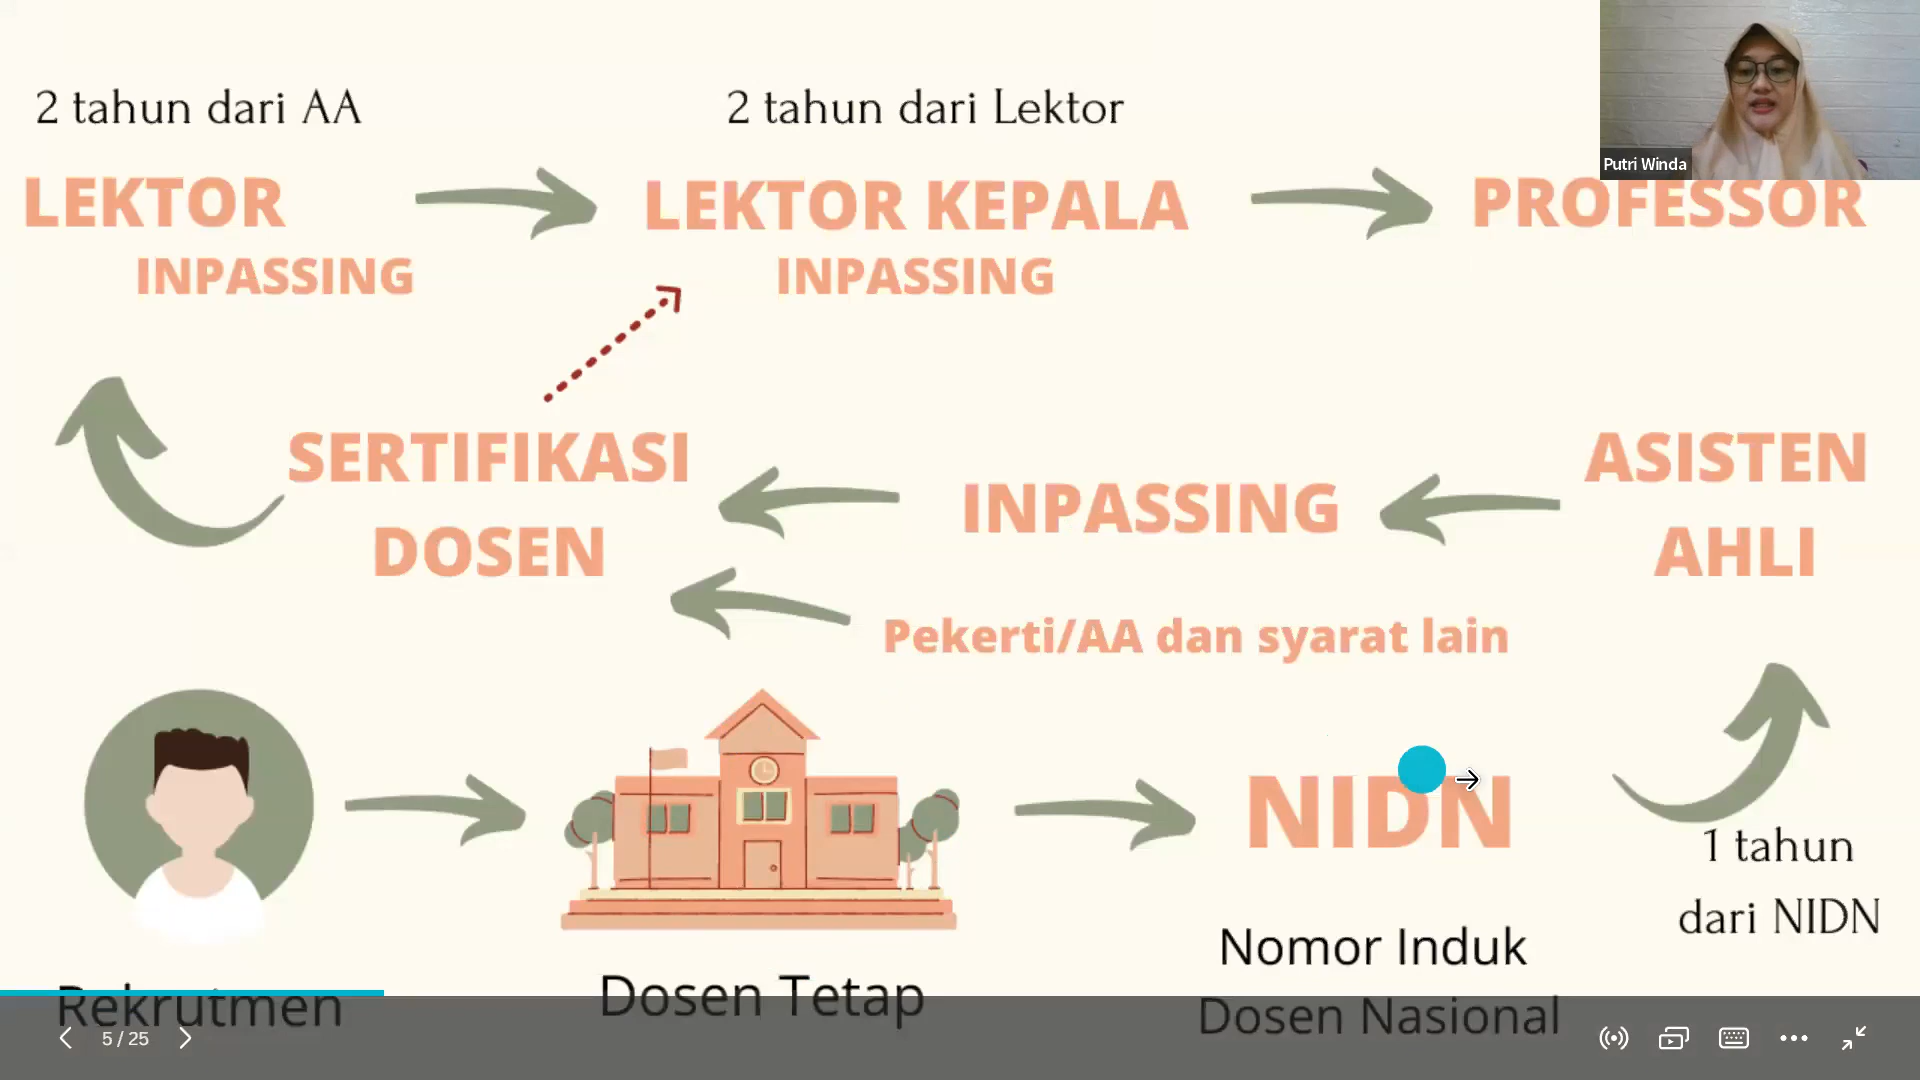 2 tahun dari AA
2 tahun dari Lektor
Putri Winda
LEKTOR
LEKTOR KEPALA
PROFESSOR
INPASSING
INPASSING
SERTIFIKASI
DOSEN
INPASSING
ASISTEN
AHLI
Pekerti/AA dan syarat lain
NIDN
1 tahun
dari NIDN
Nomor Induk
Dosen Nasional
Dosen Tetap
Rekrutmen
5 / 25